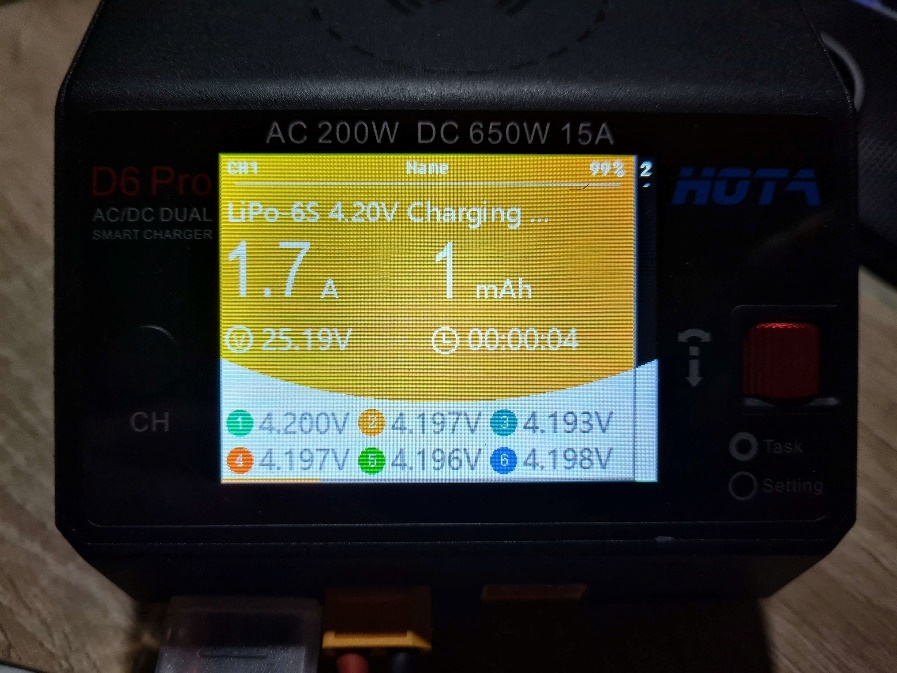 AC 200W DC 650W 15A
D6 Pro
AC/DC DUAL
SMART CHARGER
HOTA
CH1 Name 99% 2
LiPo-6S 4.20V Charging ...
1.7 A 1 mAh
V 25.19V 00:00:04
1 4.200V 2 4.197V 3 4.193V
4 4.197V 5 4.196V 6 4.198V
CH
Task
Setting